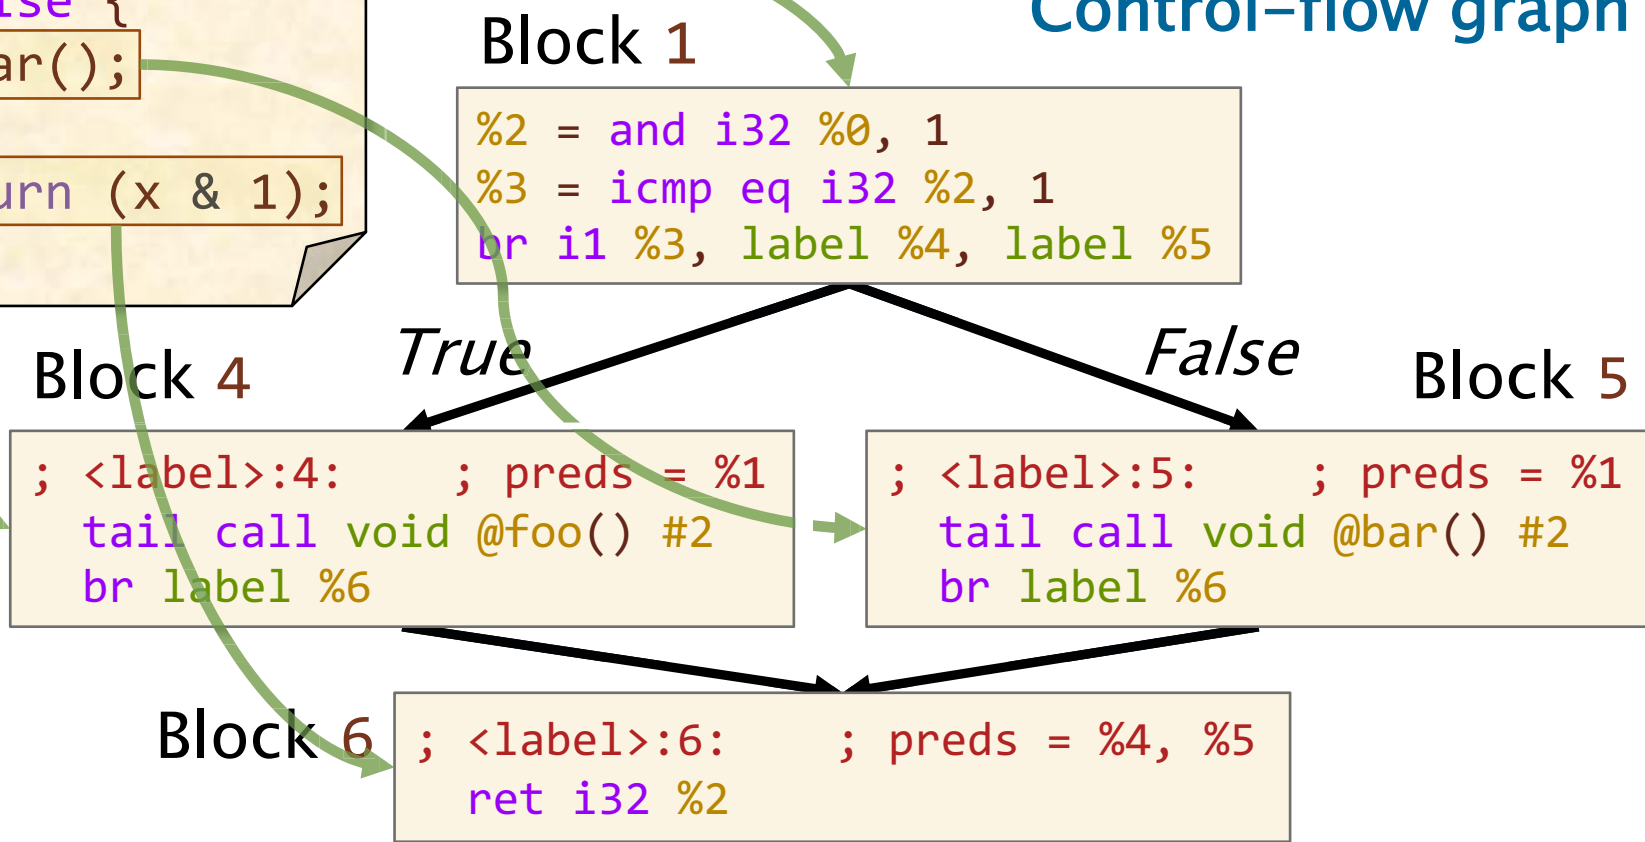 Control-flow graph
(x & 1);
Block 1
%2 = and i32 %0, 1
%3 = icmp eq i32 %2, 1
br i1 %3, label %4, label %5
True
False
Block 4
; <label>:4: ; preds = %1
tail call void @foo() #2
br label %6
Block 5
; <label>:5: ; preds = %1
tail call void @bar() #2
br label %6
Block 6
; <label>:6: ; preds = %4, %5
ret i32 %2